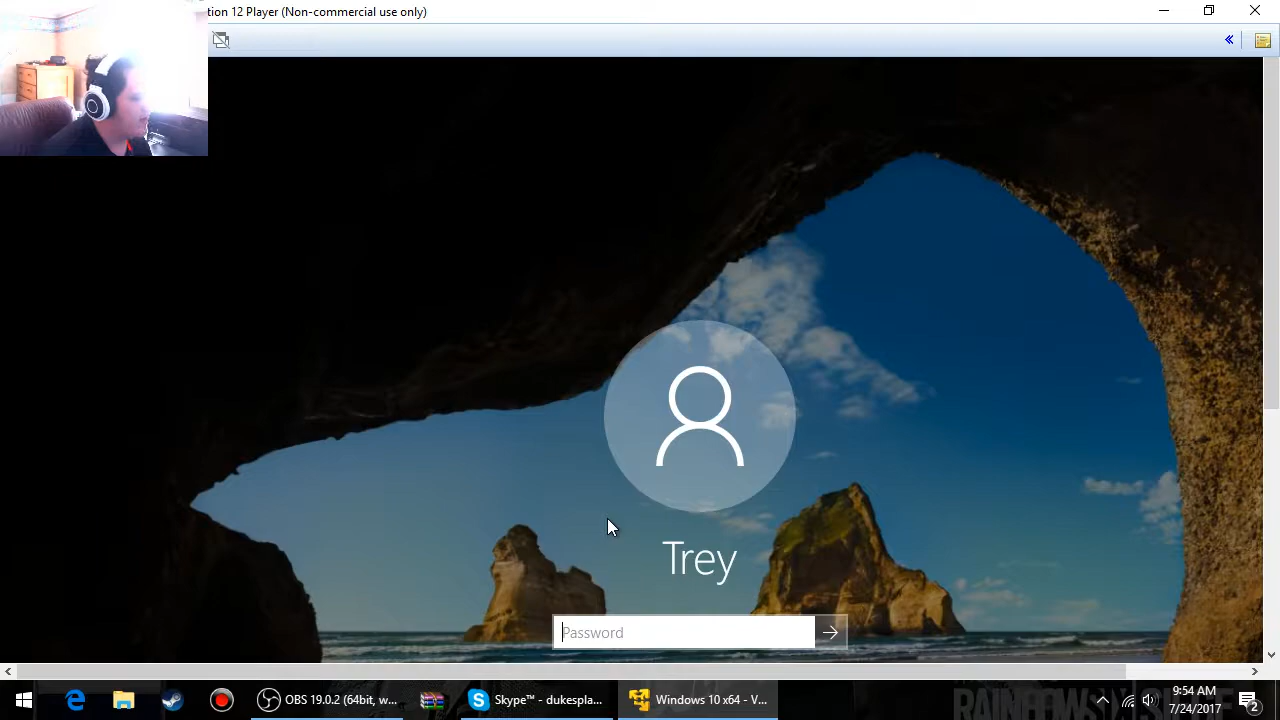 tion 12 Player (Non-commercial use only)
Trey
Password
OBS 19.0.2 (64bit, w...
Skype™ - dukespla...
Windows 10 x64 - V...
9:54 AM
7/24/2017
2